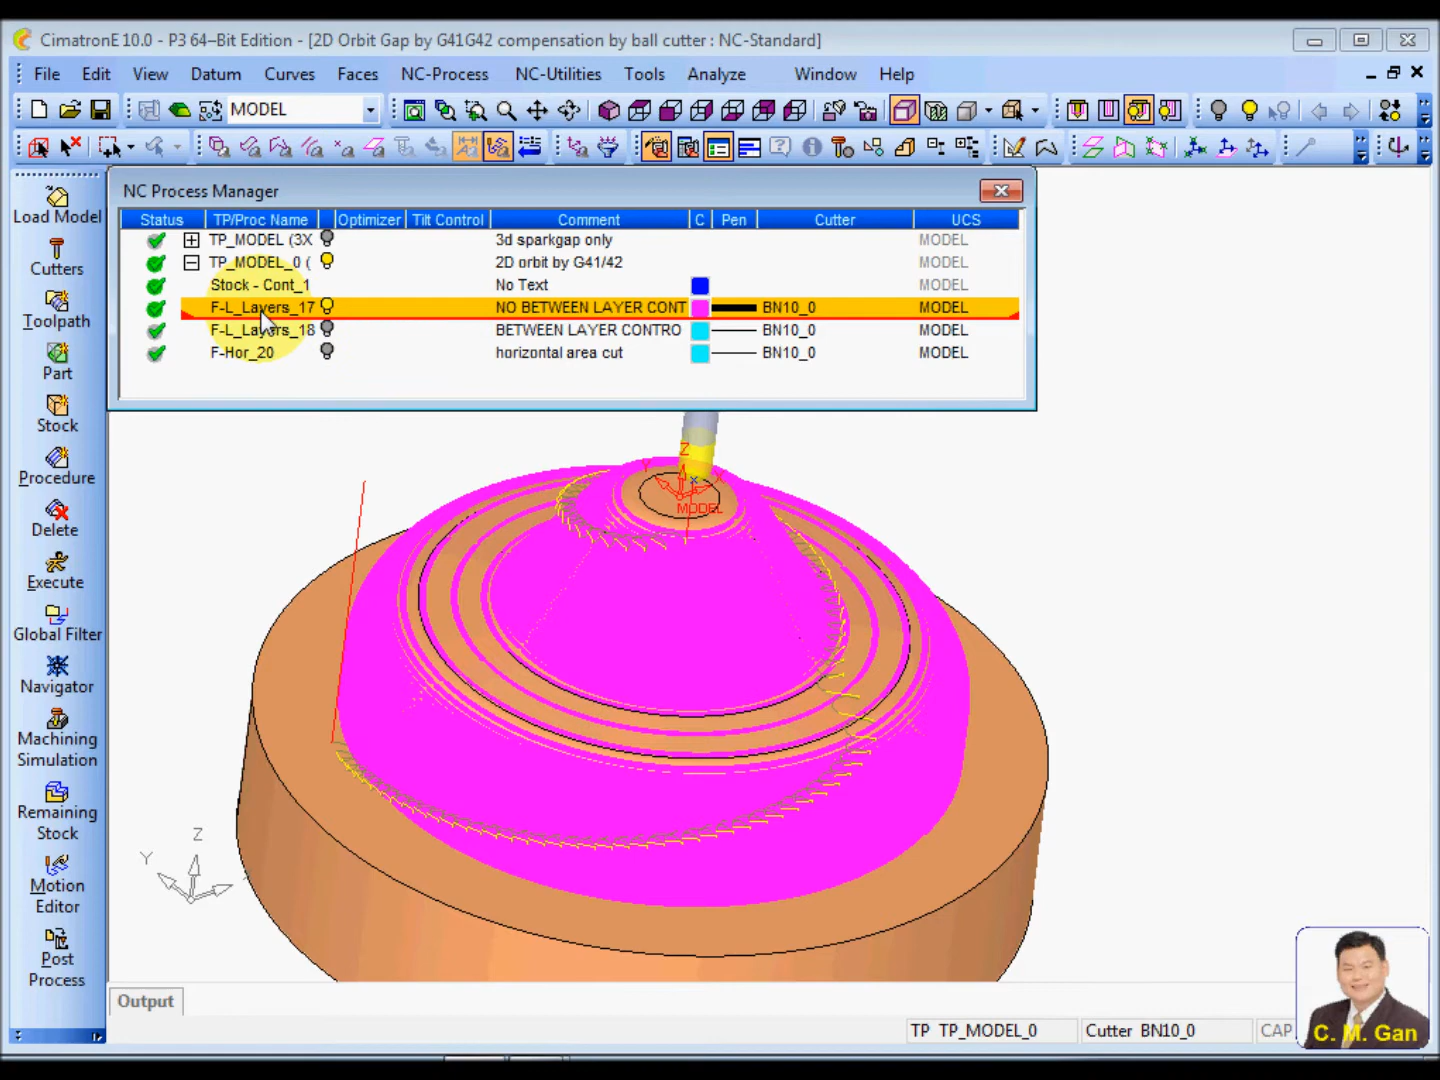 CimatronE 10.0 - P3 64-Bit Edition - [2D Orbit Gap by G41G42 compensation by ball cutter : NC-Standard]
File Edit View Datum Curves Faces NC-Process NC-Utilities Tools Analyze Window Help
MODEL
NC Process Manager
Status TP/Proc Name Optimizer Tilt Control Comment C Pen Cutter UCS
TP_MODEL (3X 3d sparkgap only MODEL
TP_MODEL_0 ( 2D orbit by G41/42 MODEL
Stock - Cont_1 No Text MODEL
F-L_Layers_17 NO BETWEEN LAYER CONT BN10_0 MODEL
F-L_Layers_18 BETWEEN LAYER CONTRO BN10_0 MODEL
F-Hor_20 horizontal area cut BN10_0 MODEL
Load Model
Cutters
Toolpath
Part
Stock
Procedure
Delete
Execute
Global Filter
Navigator
Machining
Simulation
Remaining
Stock
Motion
Editor
Post
Process
Z
Y X
MODEL
Z
Y
Output
TP TP_MODEL_0 Cutter BN10_0 CAP
C. M. Gan